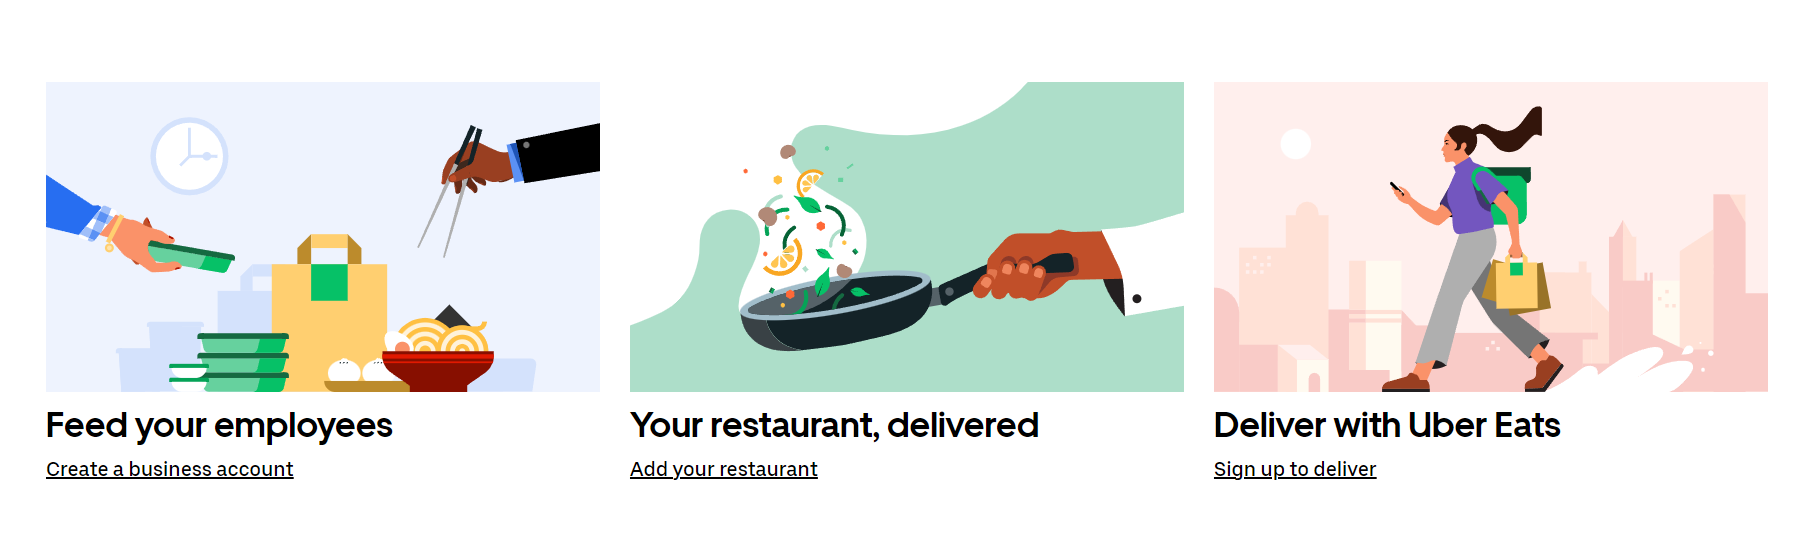 Feed your employees
Create a business account
Your restaurant, delivered
Add your restaurant
Deliver with Uber Eats
Sign up to deliver